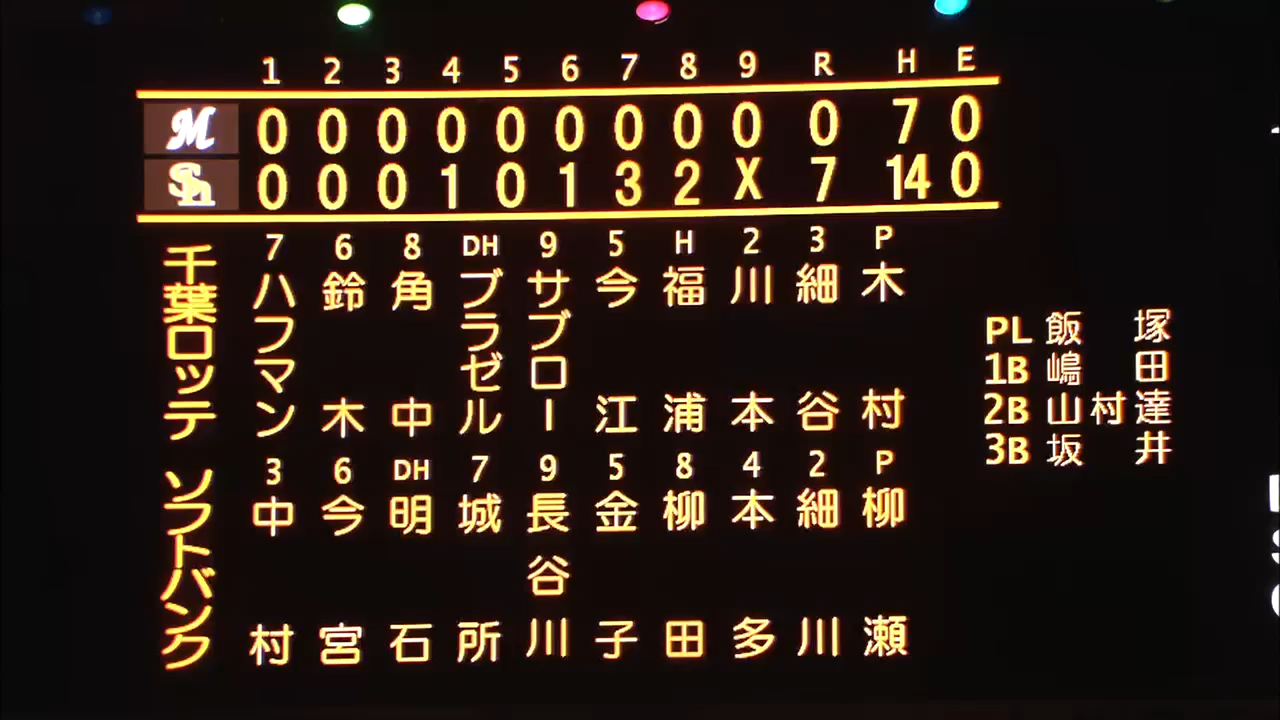 1 2 3 4 5 6 7 8 9 R H E
M 0 0 0 0 0 0 0 0 0 0 7 0
Sh 0 0 0 1 0 1 3 2 X 7 14 0
千葉ロッテ
7 ハフマン
6 鈴木
8 角中
DH ブラゼル
9 サブロー
5 今江
H 福浦
2 川本
3 細谷
P 木村
ソフトバンク
3 中村
6 今宮
DH 明石
7 城所
9 長谷川
5 金子
8 柳田
4 本多
2 細川
P 柳瀬
PL 飯塚
1B 嶋田
2B 山村達
3B 坂井